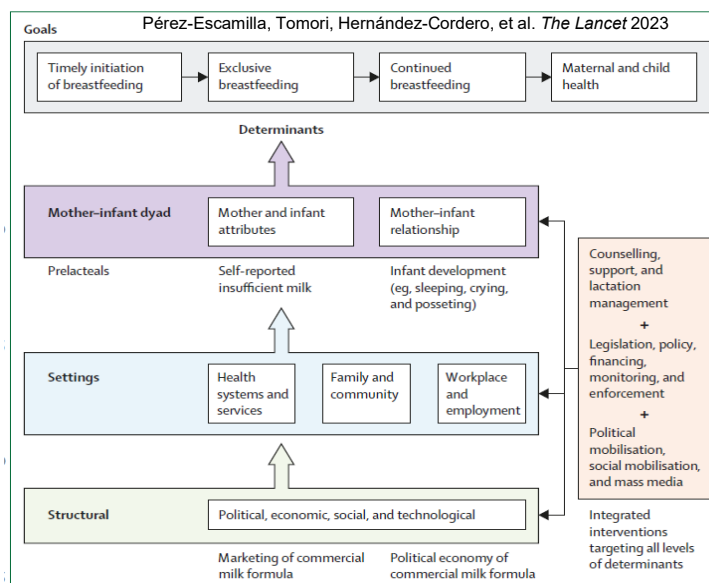 Pérez-Escamilla, Tomori, Hernández-Cordero, et al. The Lancet 2023
Goals
Timely initiation
of breastfeeding
Exclusive
breastfeeding
Continued
breastfeeding
Maternal and child
health
Determinants
Mother–infant dyad
Mother and infant
attributes
Mother–infant
relationship
Prelacteals
Self-reported
insufficient milk
Infant development
(eg, sleeping, crying,
and posseting)
Settings
Health
systems and
services
Family and
community
Workplace
and
employment
Structural
Political, economic, social, and technological
Marketing of commercial
milk formula
Political economy of
commercial milk formula
Counselling,
support, and
lactation
management
+
Legislation, policy,
financing,
monitoring, and
enforcement
+
Political
mobilisation,
social mobilisation,
and mass media
Integrated
interventions
targeting all levels
of determinants